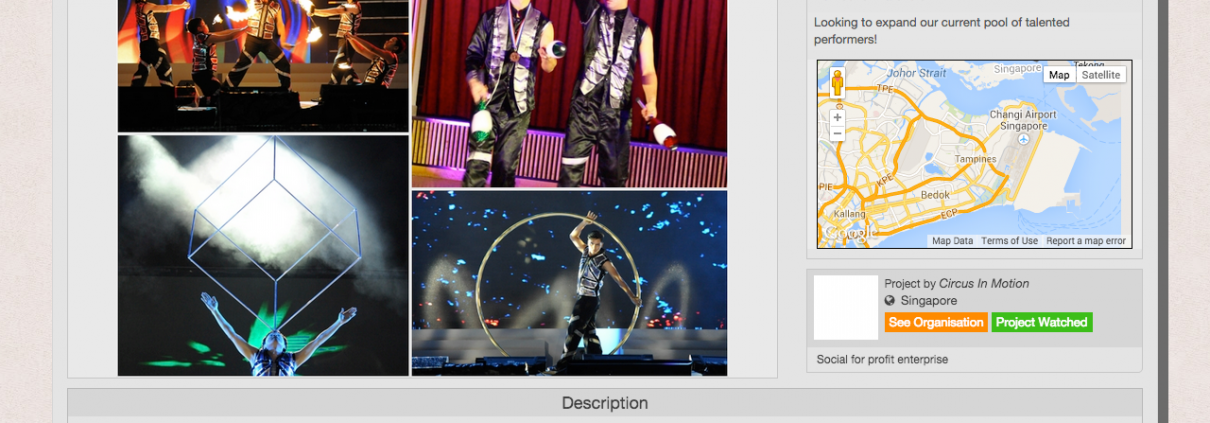 Looking to expand our current pool of talented
performers!
Johor Strait
Singapore
Map
Satellite
TPE
Changi Airport
Singapore
Tampines
PIE
KPE
Bedok
Kallang
ECP
Google
Map Data
Terms of Use
Report a map error
Project by Circus In Motion
Singapore
See Organisation
Project Watched
Social for profit enterprise
Description